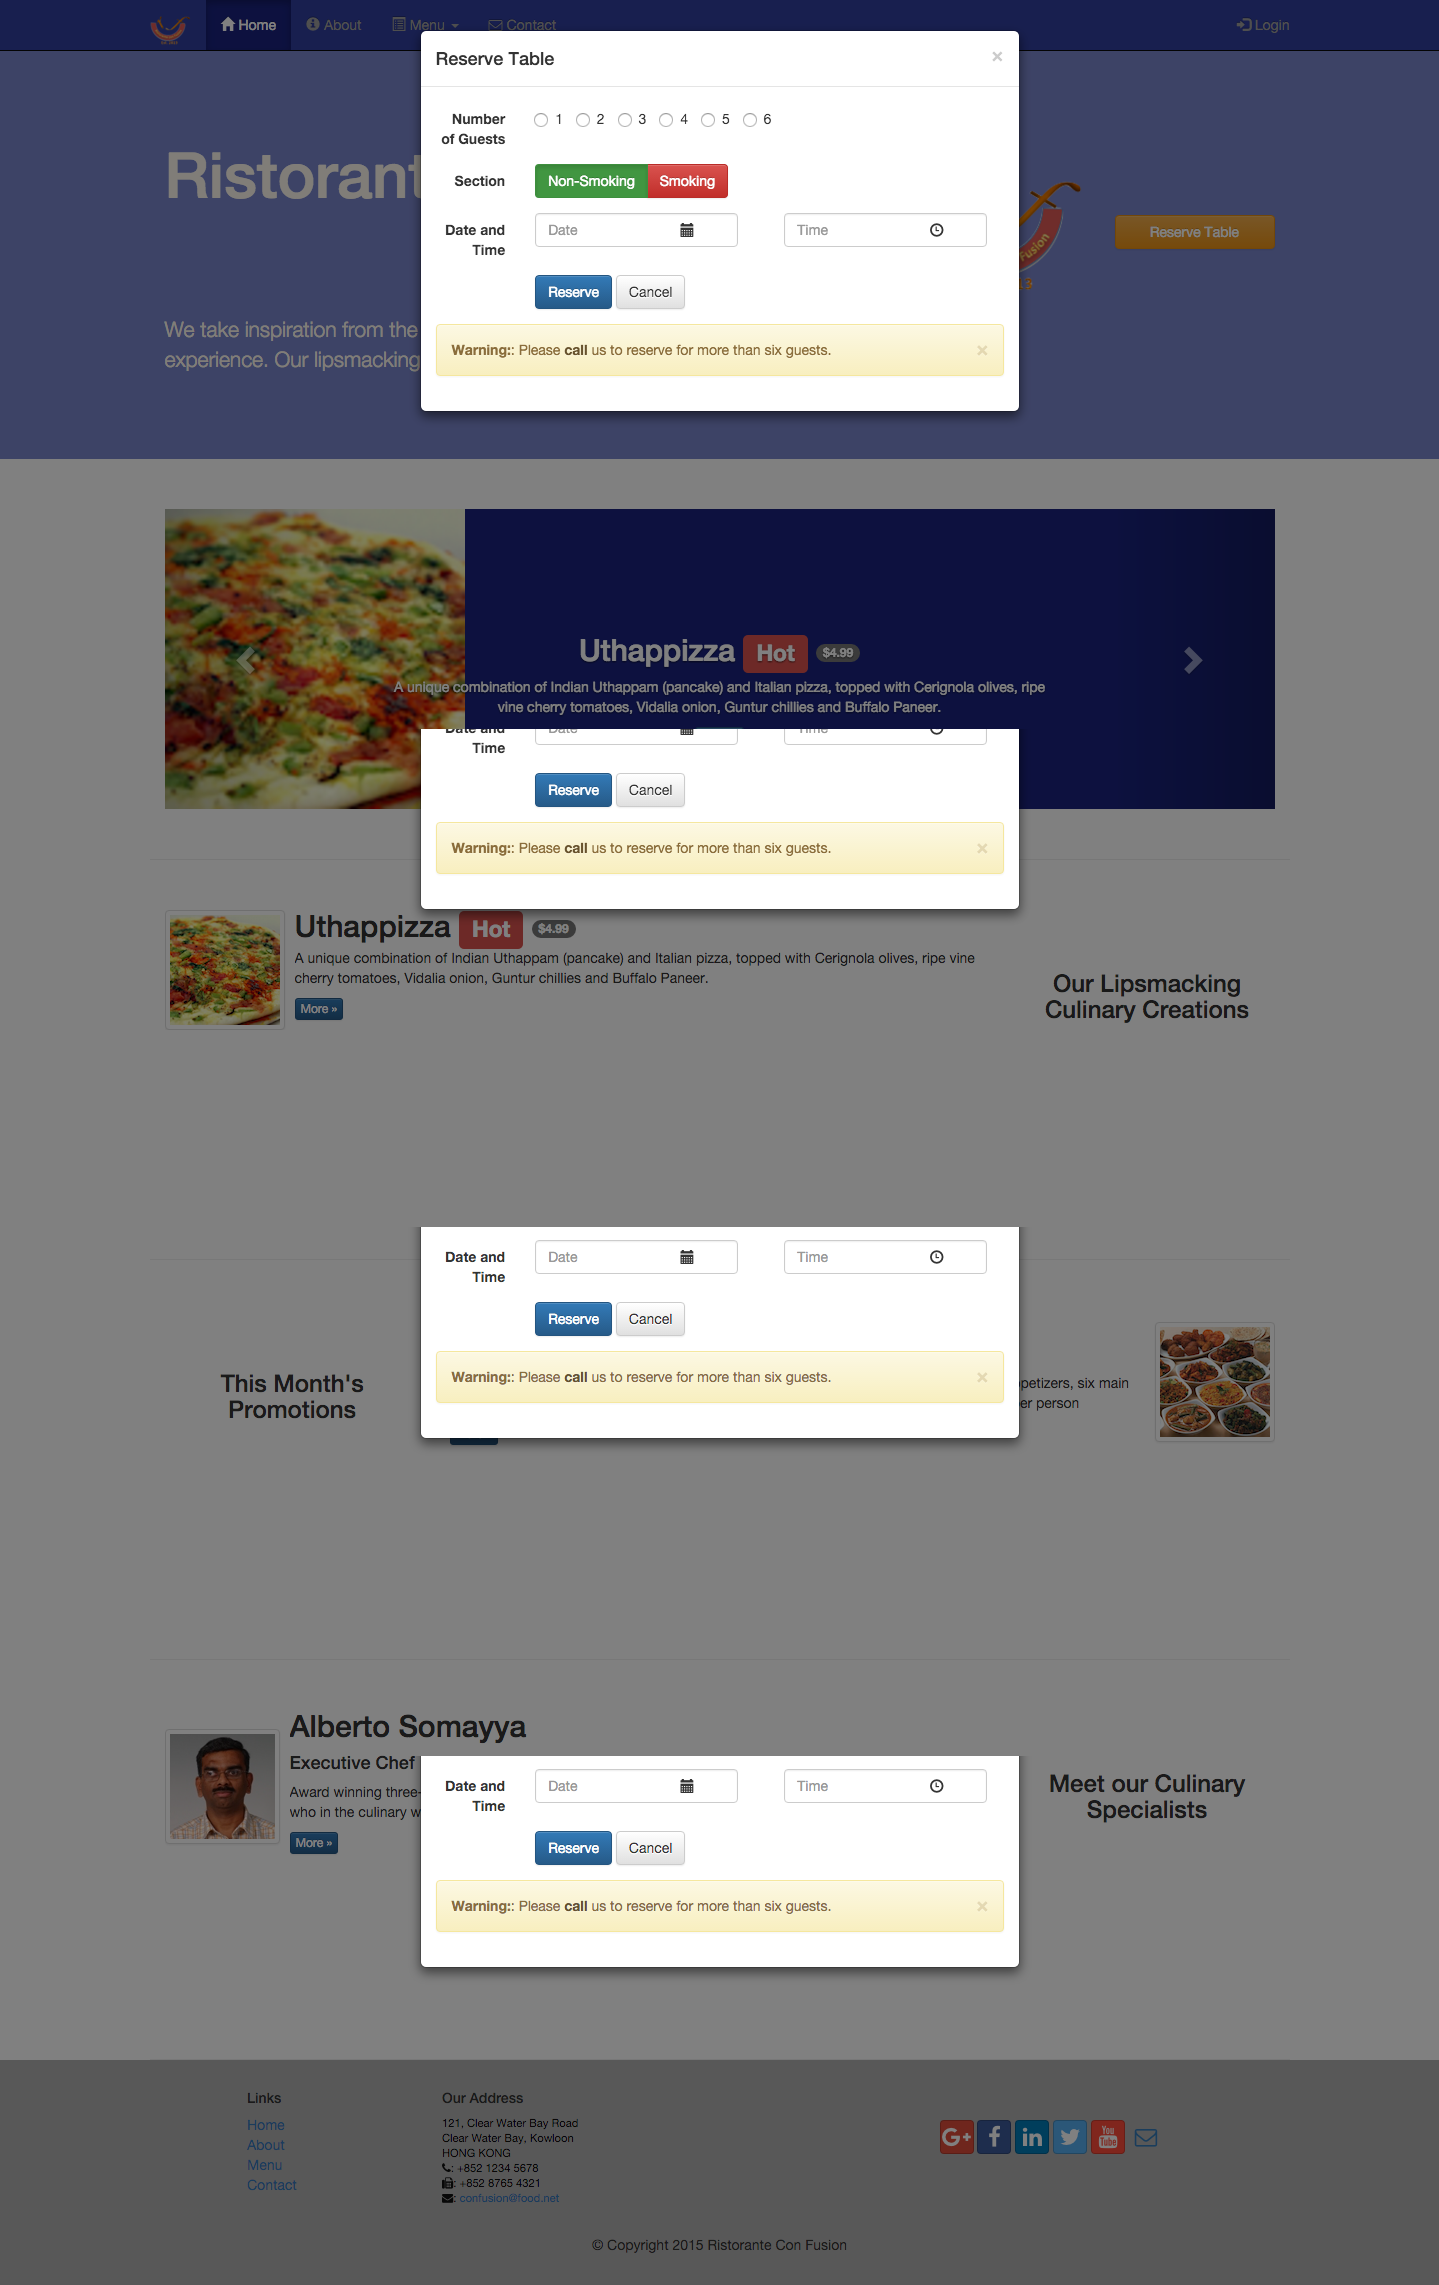 Home About Menu Contact Login
Reserve Table ×
Number of Guests 1 2 3 4 5 6
Section Non-Smoking Smoking
Date and Time Date Time
Reserve Cancel
Warning:: Please call us to reserve for more than six guests. ×
Ristorant
Fusion
Reserve Table
We take inspiration from the
experience. Our lipsmacking
Uthappizza Hot $4.99
A unique combination of Indian Uthappam (pancake) and Italian pizza, topped with Cerignola olives, ripe
vine cherry tomatoes, Vidalia onion, Guntur chillies and Buffalo Paneer.
Date and Time Date Time
Reserve Cancel
Warning:: Please call us to reserve for more than six guests. ×
Uthappizza Hot $4.99
A unique combination of Indian Uthappam (pancake) and Italian pizza, topped with Cerignola olives, ripe vine
cherry tomatoes, Vidalia onion, Guntur chillies and Buffalo Paneer.
More »
Our Lipsmacking
Culinary Creations
Date and Time Date Time
Reserve Cancel
Warning:: Please call us to reserve for more than six guests. ×
This Month's
Promotions
petizers, six main
er person
Alberto Somayya
Executive Chef
Award winning three-
who in the culinary w
More »
Date and Time Date Time
Reserve Cancel
Warning:: Please call us to reserve for more than six guests. ×
Meet our Culinary
Specialists
Links
Home
About
Menu
Contact
Our Address
121, Clear Water Bay Road
Clear Water Bay, Kowloon
HONG KONG
: +852 1234 5678
: +852 8765 4321
: confusion@food.net
G+ f in You Tube
© Copyright 2015 Ristorante Con Fusion